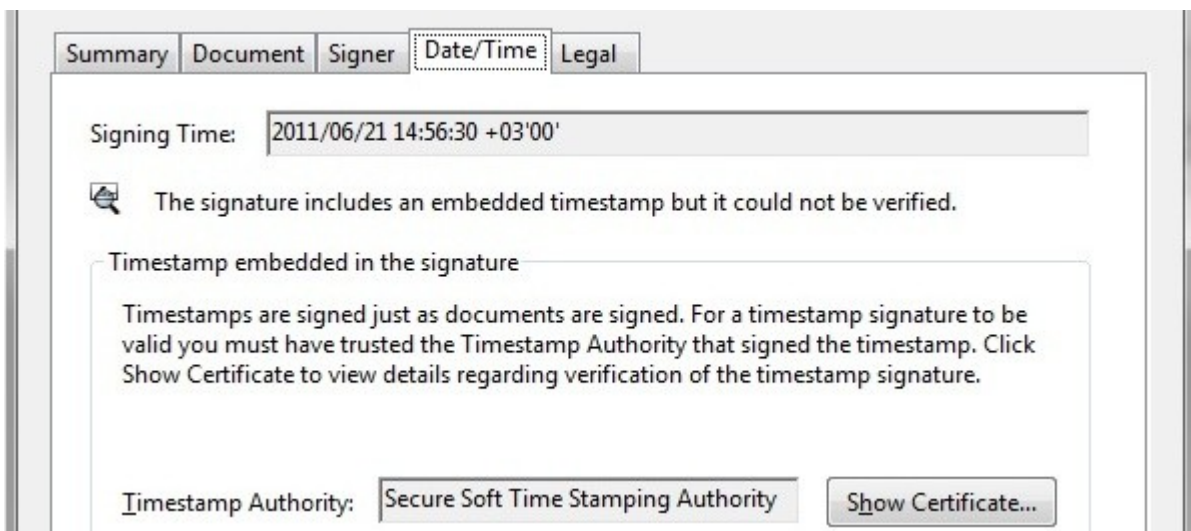 Summary Document Signer Date/Time Legal
Signing Time: 2011/06/21 14:56:30 +03'00'
The signature includes an embedded timestamp but it could not be verified.
Timestamp embedded in the signature
Timestamps are signed just as documents are signed. For a timestamp signature to be
valid you must have trusted the Timestamp Authority that signed the timestamp. Click
Show Certificate to view details regarding verification of the timestamp signature.
Timestamp Authority: Secure Soft Time Stamping Authority Show Certificate...